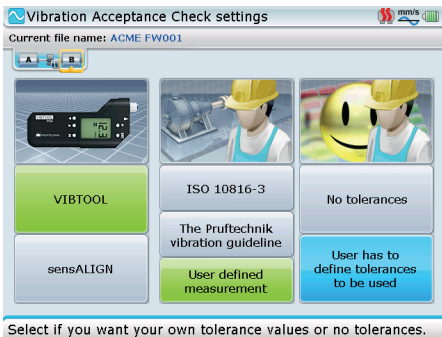 Vibration Acceptance Check settings
mm/s
Current file name: ACME FW001
A
B
VIBTOOL
VIBTOOL
ISO 10816-3
No tolerances
The Pruftechnik
vibration guideline
sensALIGN
User defined
measurement
User has to
define tolerances
to be used
Select if you want your own tolerance values or no tolerances.